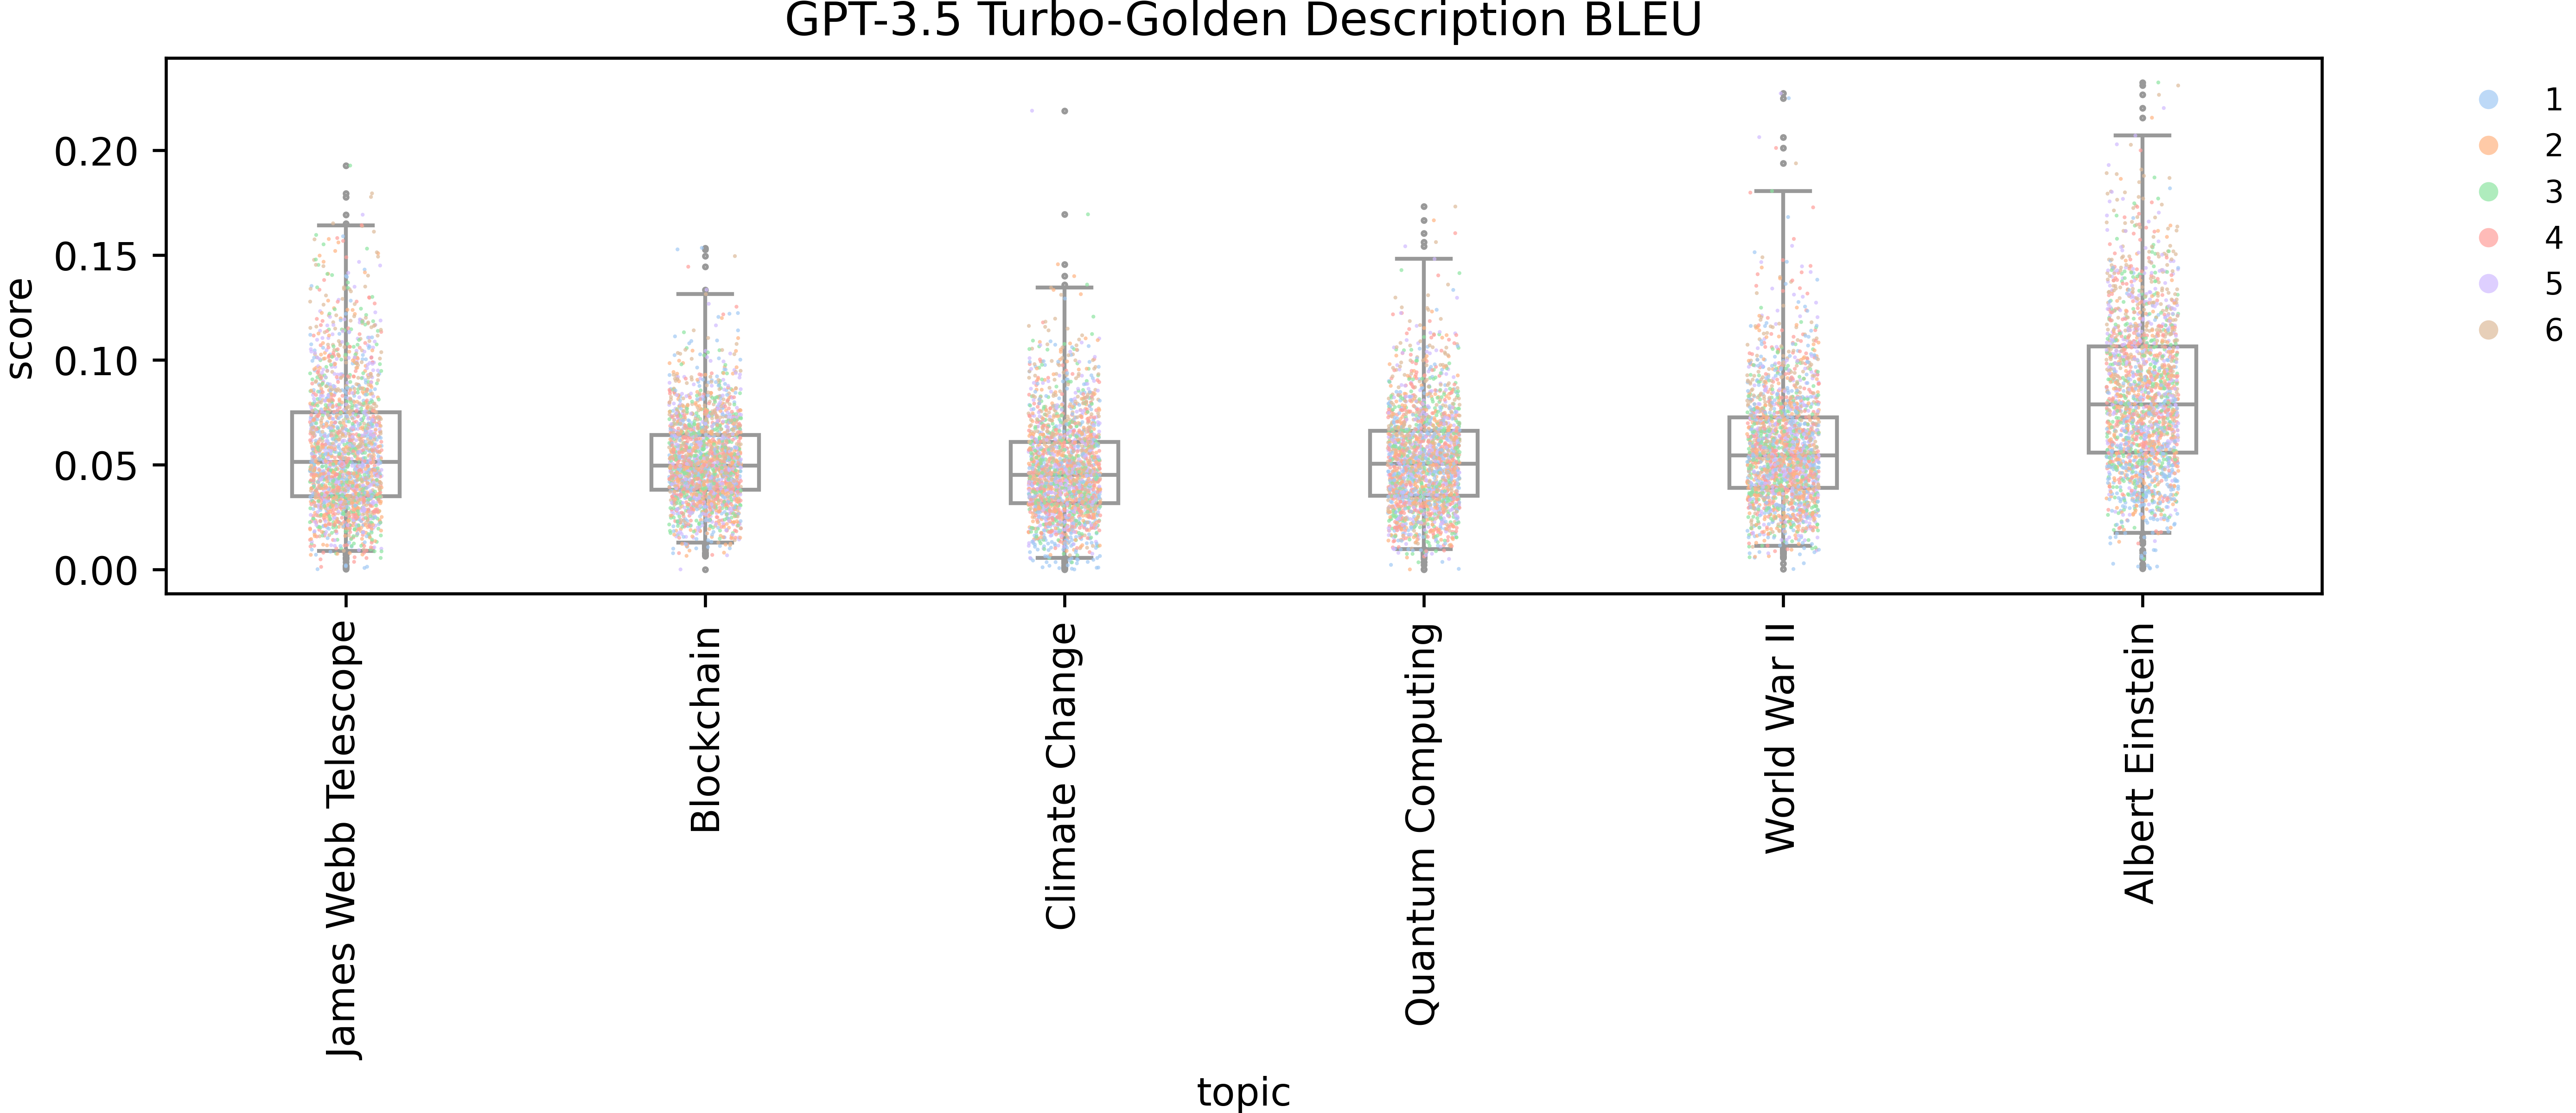 GPT-3.5 Turbo-Golden Description BLEU
score
0.20
0.15
0.10
0.05
0.00
1
2
3
4
5
6
James Webb Telescope
Blockchain
Climate Change
Quantum Computing
World War II
Albert Einstein
topic